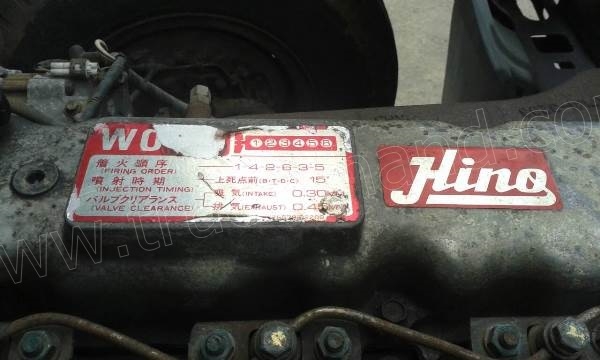 WO
①②③④⑤⑥
着火順序
(FIRING ORDER)
1-4-2-6-3-5
噴射時期
(INJECTION TIMING)
上死点前(B·T·D·C) 15°
バルブクリアランス
(VALVE CLEARANCE)
吸気(INTAKE) 0.30
排気(EXHAUST) 0.45
Hino